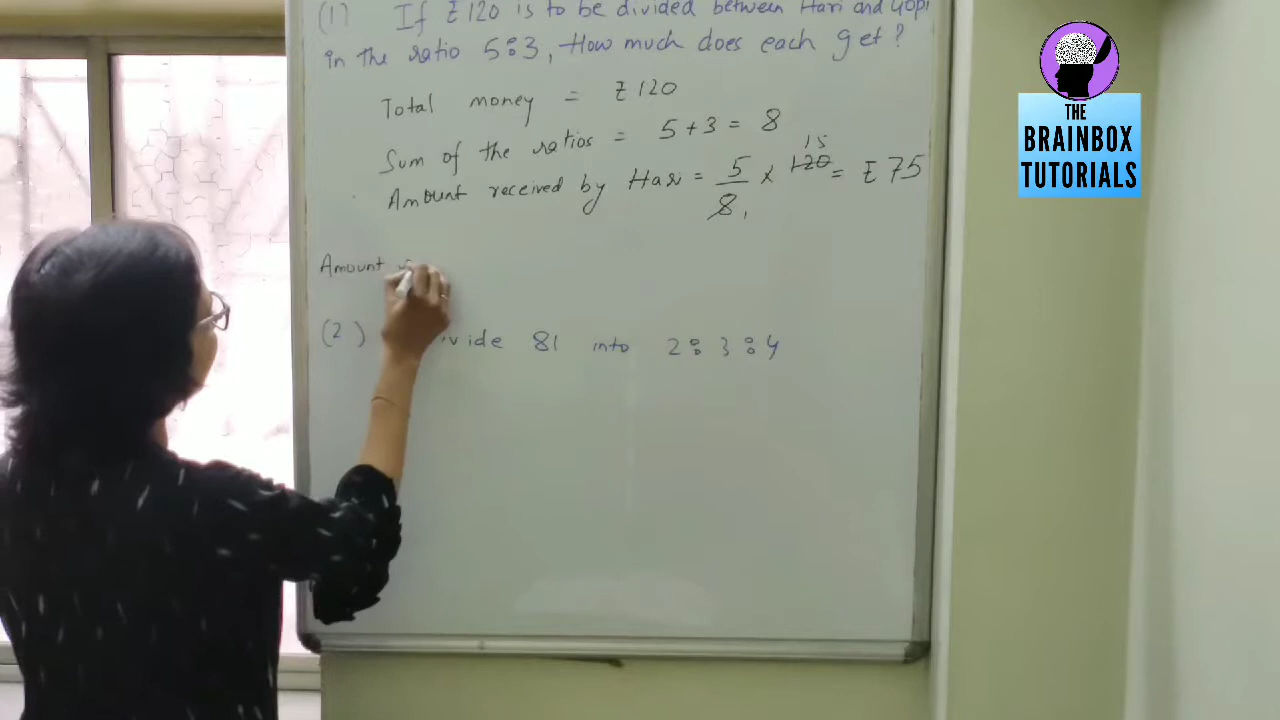 (1) If ₹120 is to be divided between Hari and Gopi
in the ratio 5:3, How much does each get?
Total money = ₹120
Sum of the ratios = 5+3 = 8
15
Amount received by Hari = 5/8 x 120 = ₹75
1
Amount
(2) 81 into 2:3:4
THE
BRAINBOX
TUTORIALS